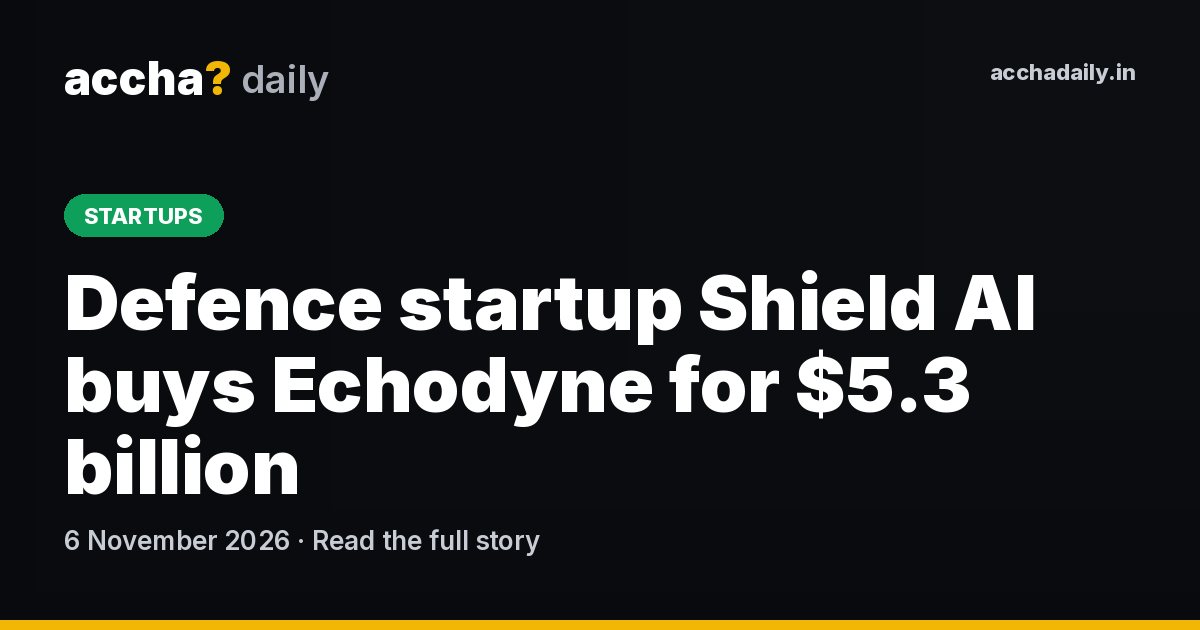 accha? daily
acchadaily.in
STARTUPS
Defence startup Shield AI
buys Echodyne for $5.3
billion
6 November 2026 · Read the full story